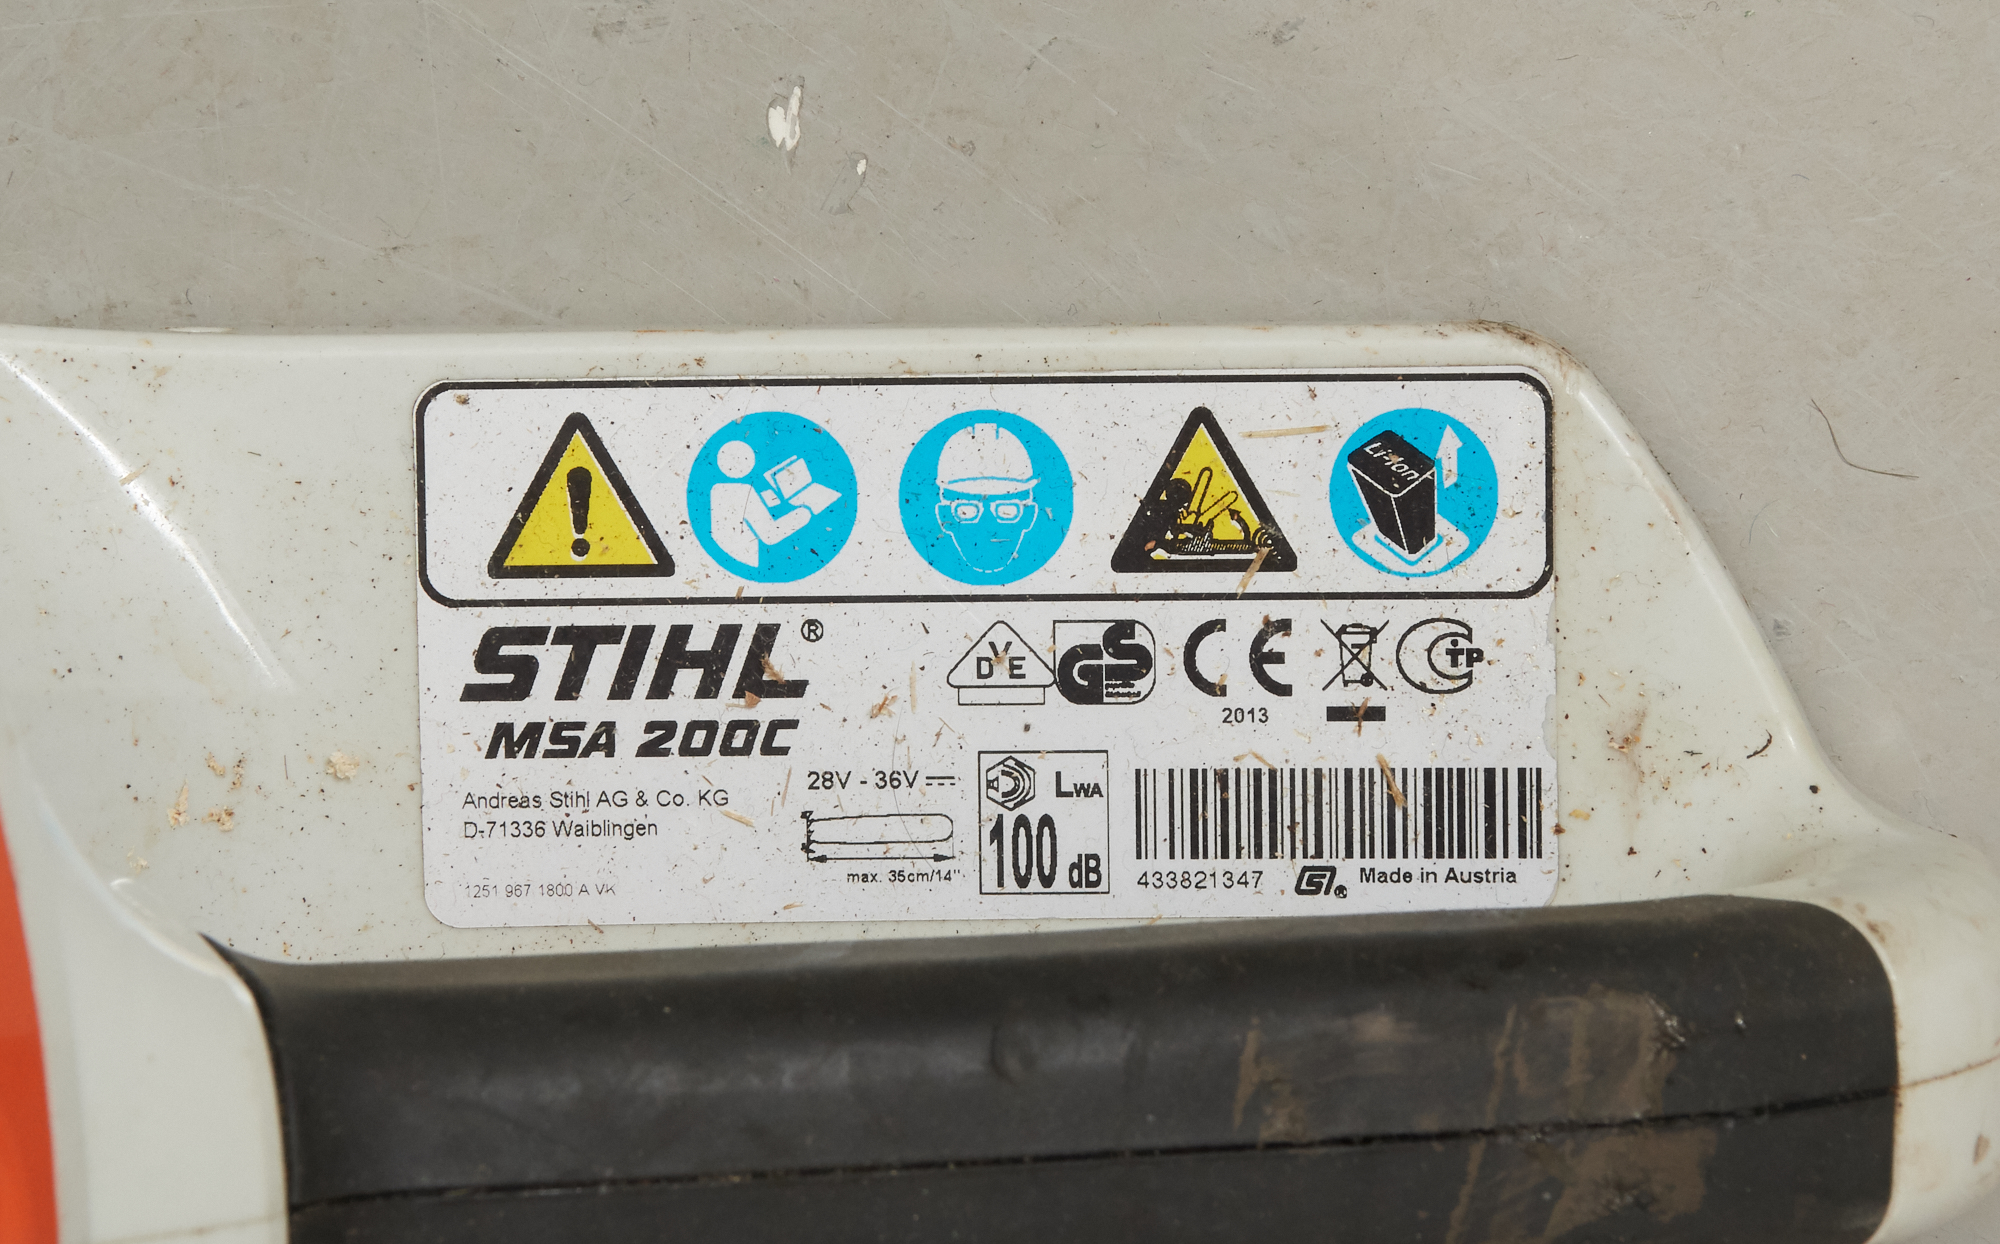 Li-Ion
STIHL®
MSA 200C
Andreas Stihl AG & Co. KG
D-71336 Waiblingen
1251 967 1800 A VK
28V - 36V
max. 35cm/14"
DVE
GS
CE
2013
TP
LWA
100 dB
433821347
Made in Austria